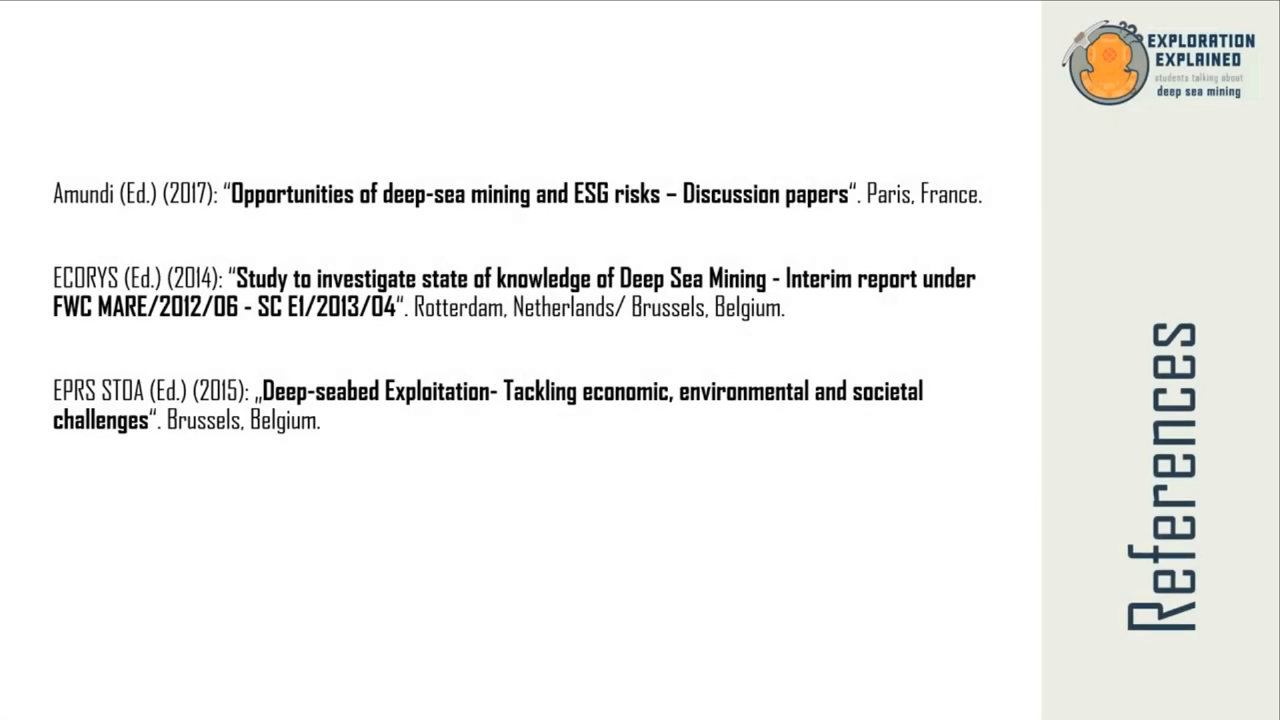 EXPLORATION
EXPLAINED
students talking about
deep sea mining
Amundi (Ed.) (2017): “Opportunities of deep-sea mining and ESG risks – Discussion papers“. Paris, France.
ECORYS (Ed.) (2014): “Study to investigate state of knowledge of Deep Sea Mining - Interim report under
FWC MARE/2012/06 - SC E1/2013/04“. Rotterdam, Netherlands/ Brussels, Belgium.
EPRS STOA (Ed.) (2015): „Deep-seabed Exploitation- Tackling economic, environmental and societal
challenges“. Brussels, Belgium.
References